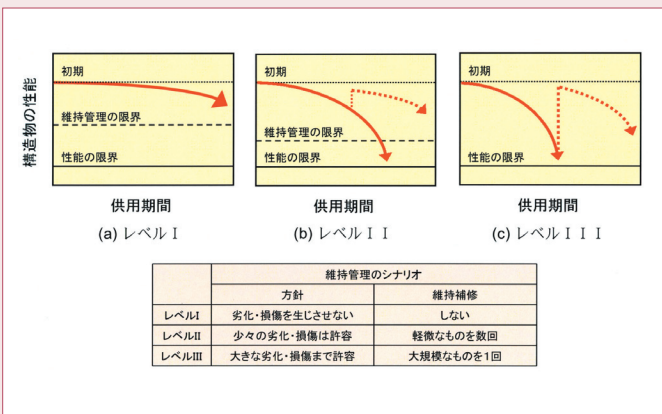 構造物の性能
初期
維持管理の限界
性能の限界
供用期間
(a) レベルⅠ
初期
維持管理の限界
性能の限界
供用期間
(b) レベルⅠⅠ
初期
性能の限界
供用期間
(c) レベルⅠⅠⅠ
維持管理のシナリオ
方針 維持補修
レベルⅠ 劣化・損傷を生じさせない しない
レベルⅡ 少々の劣化・損傷は許容 軽微なものを数回
レベルⅢ 大きな劣化・損傷まで許容 大規模なものを1回